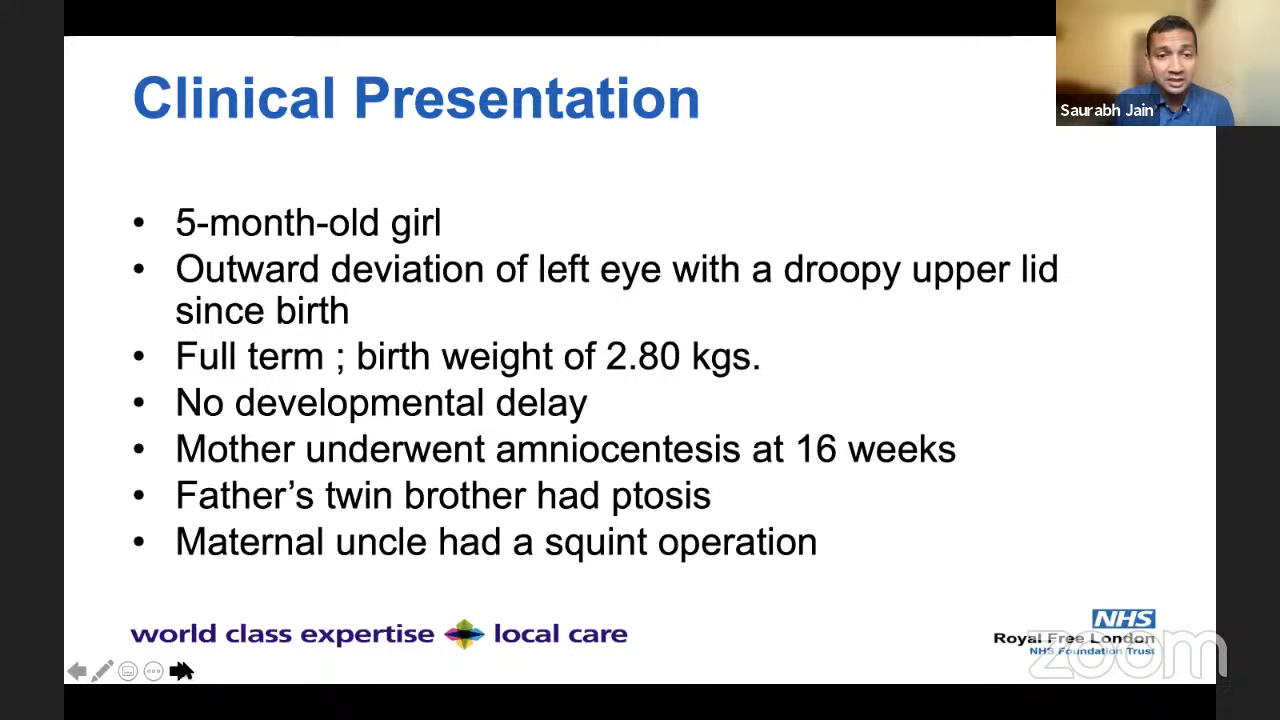 Clinical Presentation
Saurabh Jain
• 5-month-old girl
• Outward deviation of left eye with a droopy upper lid
since birth
• Full term ; birth weight of 2.80 kgs.
• No developmental delay
• Mother underwent amniocentesis at 16 weeks
• Father's twin brother had ptosis
• Maternal uncle had a squint operation
world class expertise local care
NHS
Royal Free London
NHS Foundation Trust
zoom